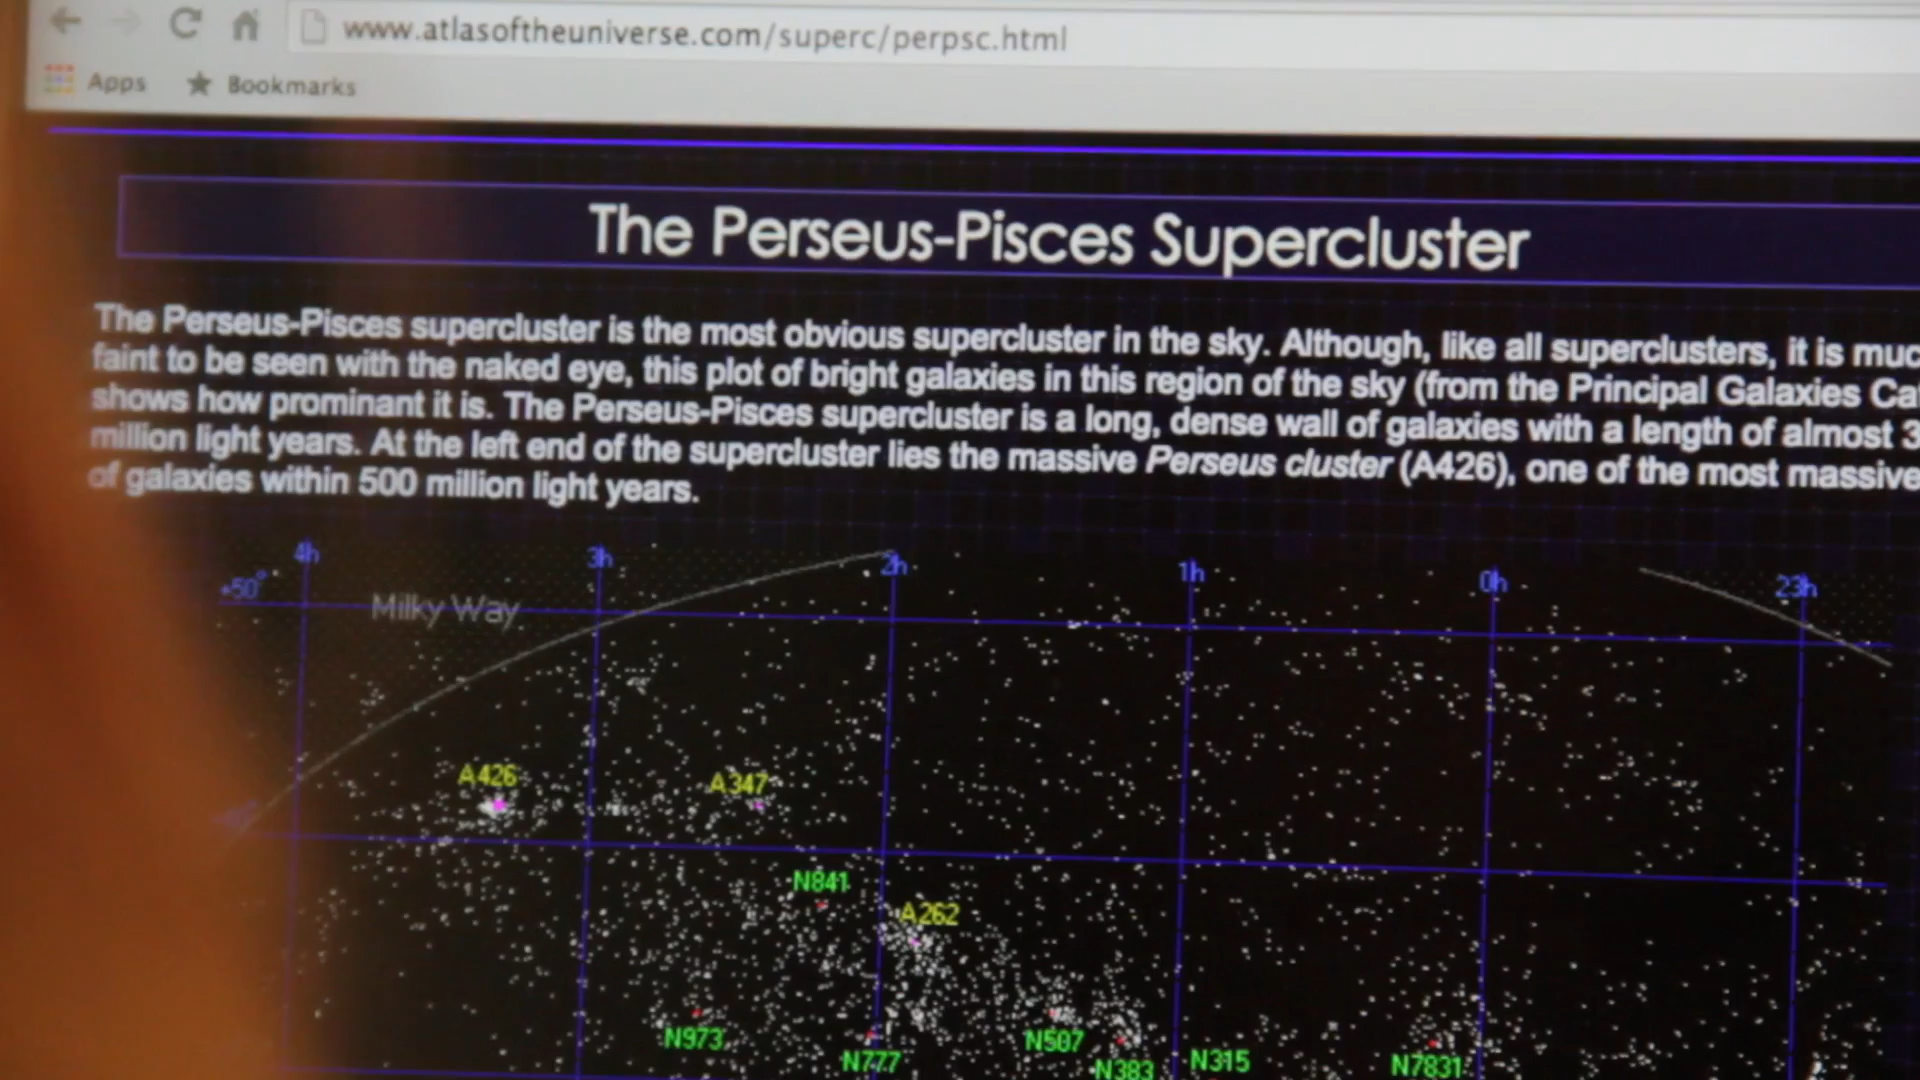 www.atlasoftheuniverse.com/superc/perpsc.html
Apps Bookmarks
The Perseus-Pisces Supercluster
The Perseus-Pisces supercluster is the most obvious supercluster in the sky. Although, like all superclusters, it is muc
faint to be seen with the naked eye, this plot of bright galaxies in this region of the sky (from the Principal Galaxies Ca
shows how prominent it is. The Perseus-Pisces supercluster is a long, dense wall of galaxies with a length of almost 3
million light years. At the left end of the supercluster lies the massive Perseus cluster (A426), one of the most massive
of galaxies within 500 million light years.
4h 3h 2h 1h 0h 23h
+50°
Milky Way
A426 A347
N841
A262
N973 N777 N507 N383 N315 N7831